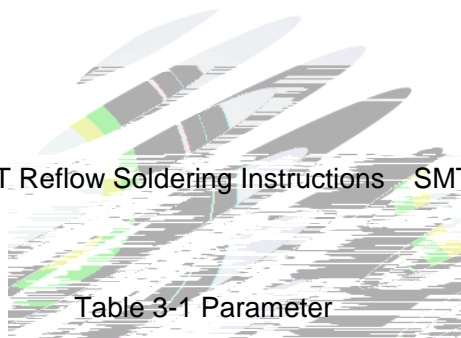 T Reflow Soldering Instructions SMT
Table 3-1 Parameter